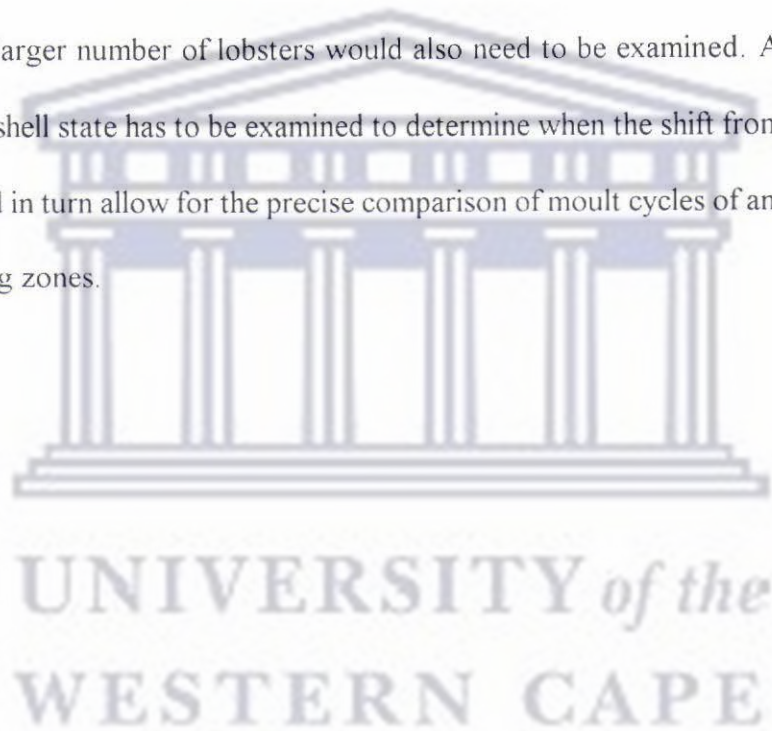 arger number of lobsters would also need to be examined. A
shell state has to be examined to determine when the shift from
in turn allow for the precise comparison of moult cycles of an
g zones.
UNIVERSITY of the
WESTERN CAPE